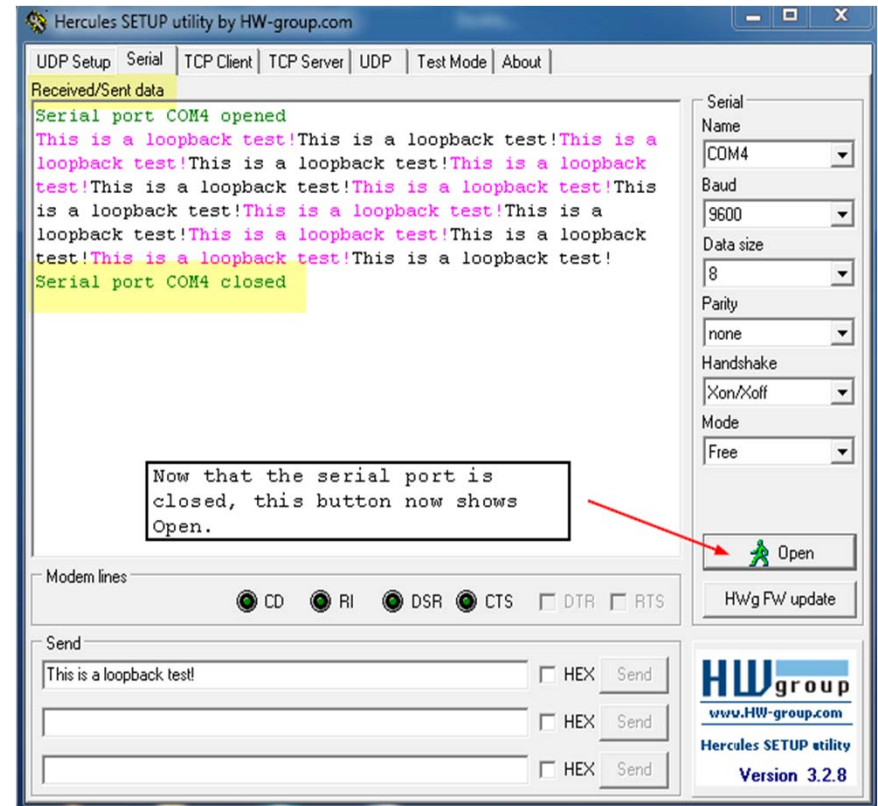 Hercules SETUP utility by HW-group.com
UDP Setup Serial TCP Client TCP Server UDP Test Mode About
Received/Sent data
Serial port COM4 opened
This is a loopback test!This is a loopback test!This is a
loopback test!This is a loopback test!This is a loopback
test!This is a loopback test!This is a loopback test!This
is a loopback test!This is a loopback test!This is a
loopback test!This is a loopback test!This is a loopback
test!This is a loopback test!This is a loopback test!
Serial port COM4 closed
Now that the serial port is
closed, this button now shows
Open.
Serial
Name
COM4
Baud
9600
Data size
8
Parity
none
Handshake
Xon/Xoff
Mode
Free
Open
HWg FW update
Modem lines
CD RI DSR CTS DTR RTS
Send
This is a loopback test! HEX Send
HEX Send
HEX Send
HW group
www.HW-group.com
Hercules SETUP utility
Version 3.2.8